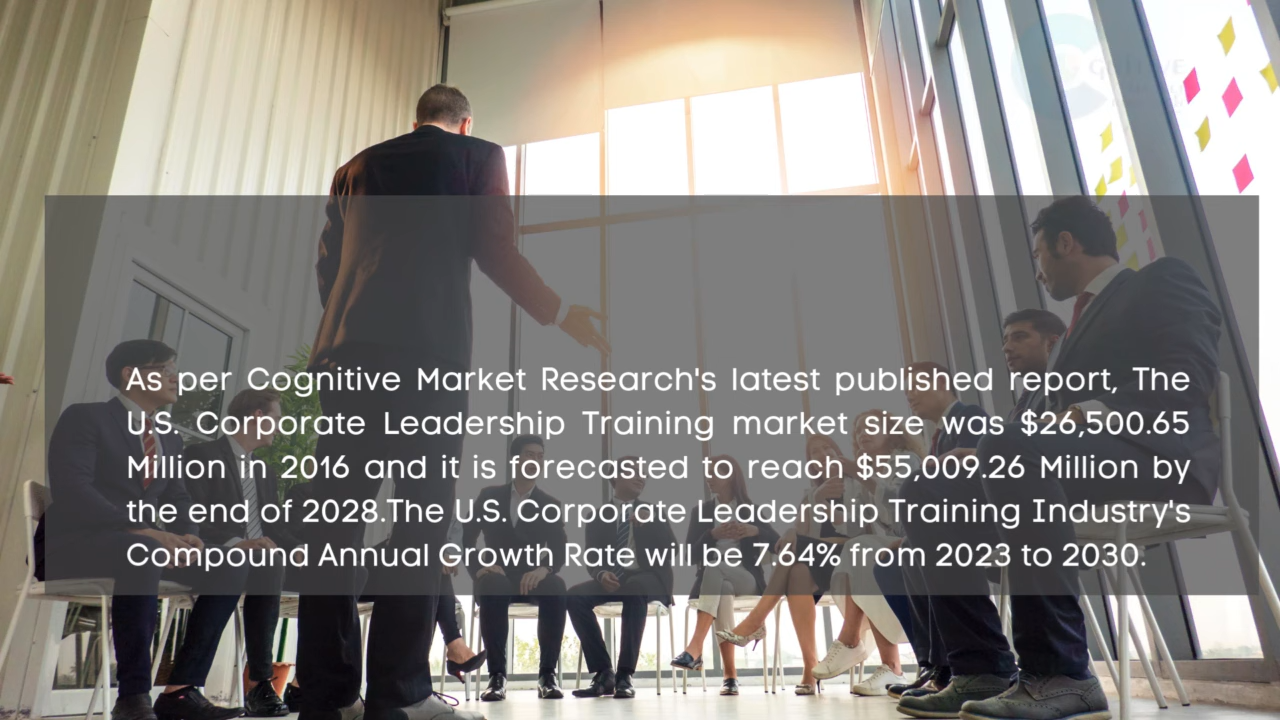 As per Cognitive Market Research's latest published report, The
U.S. Corporate Leadership Training market size was $26,500.65
Million in 2016 and it is forecasted to reach $55,009.26 Million by
the end of 2028.The U.S. Corporate Leadership Training Industry's
Compound Annual Growth Rate will be 7.64% from 2023 to 2030.